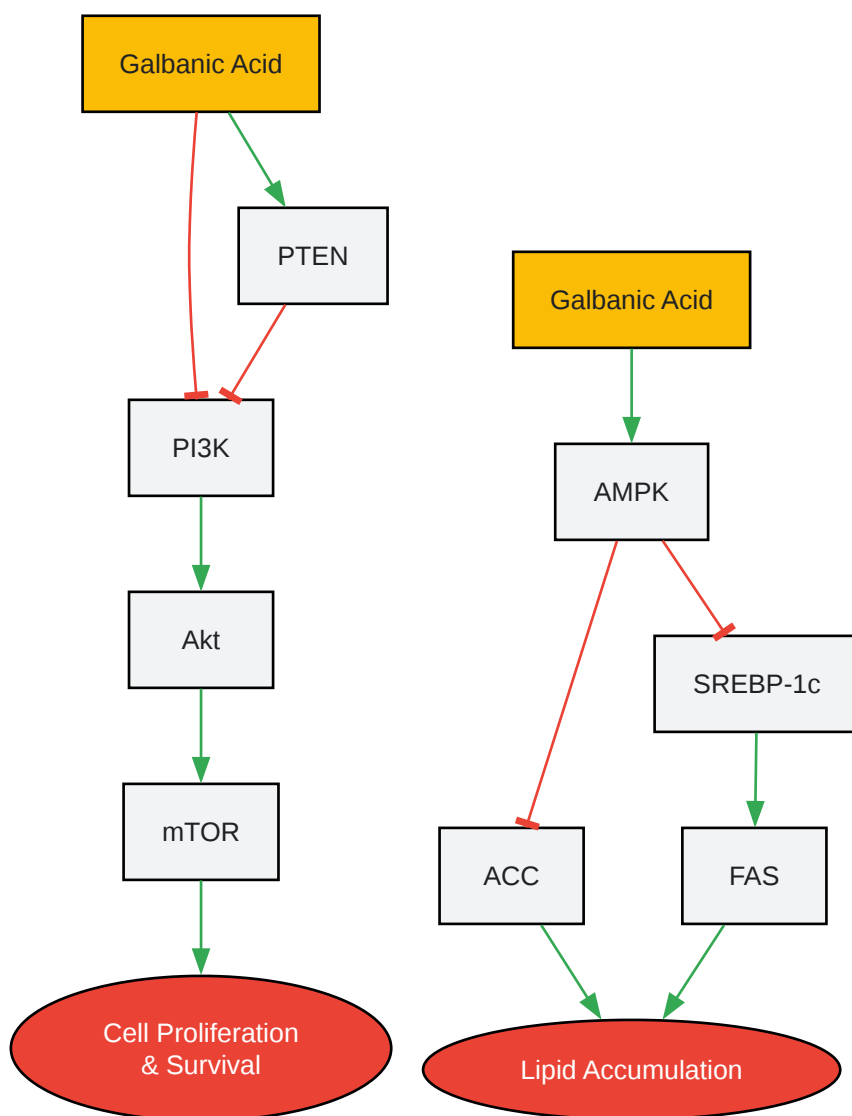 Galbanic Acid
PTEN
PI3K
Akt
mTOR
Cell Proliferation
& Survival
Galbanic Acid
AMPK
SREBP-1c
ACC
FAS
Lipid Accumulation